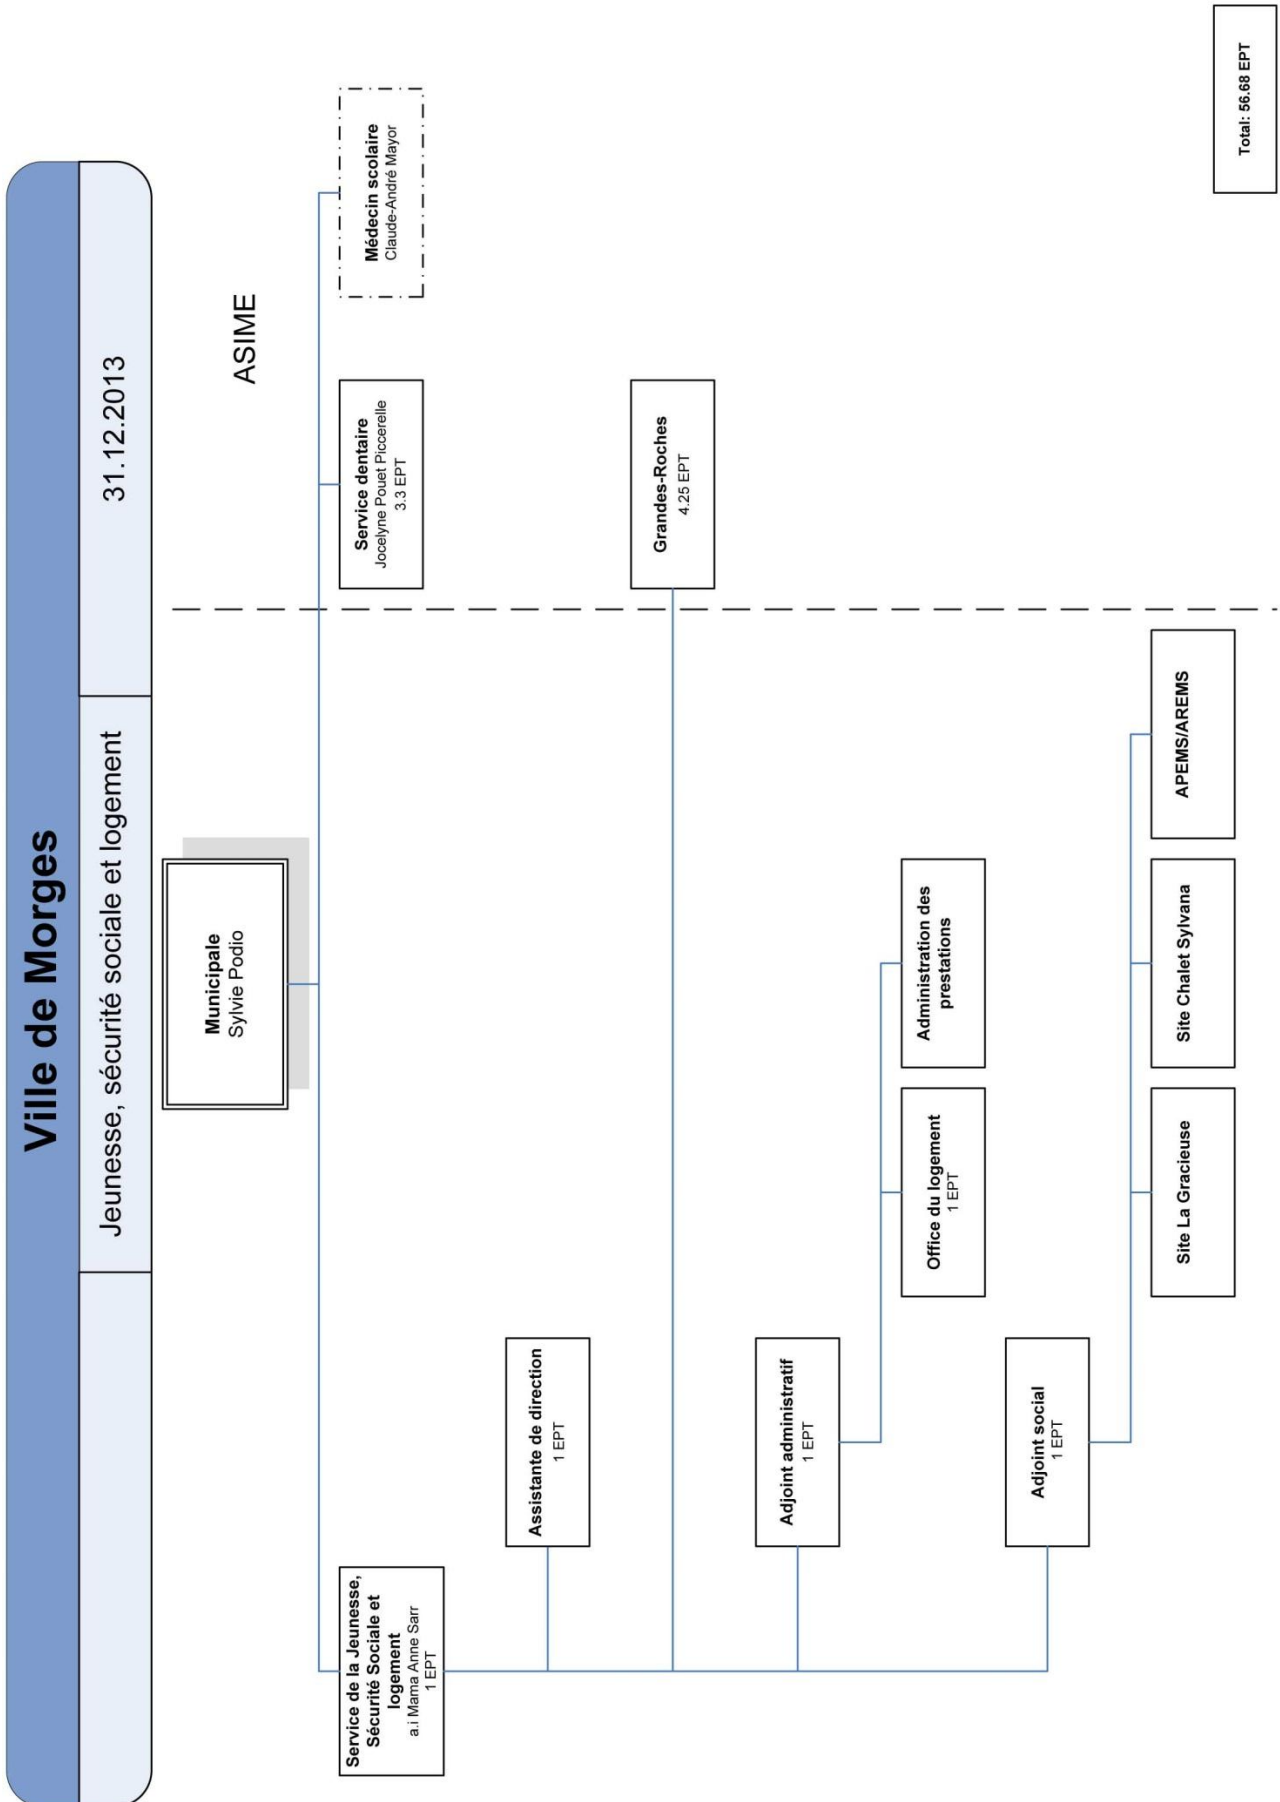 Ville de Morges
Jeunesse, sécurité sociale et logement
31.12.2013
Municipale
Sylvie Podio
ASIME
Service de la Jeunesse,
Sécurité Sociale et
logement
a.i Mama Anne Sarr
1 EPT
Service dentaire
Jocelyne Pouet Piccerelle
3.3 EPT
Médecin scolaire
Claude-André Mayor
Assistante de direction
1 EPT
Grandes-Roches
4.25 EPT
Adjoint administratif
1 EPT
Office du logement
1 EPT
Administration des
prestations
Adjoint social
1 EPT
Site La Gracieuse
Site Chalet Sylvana
APEMS/AREMS
Total: 56.68 EPT